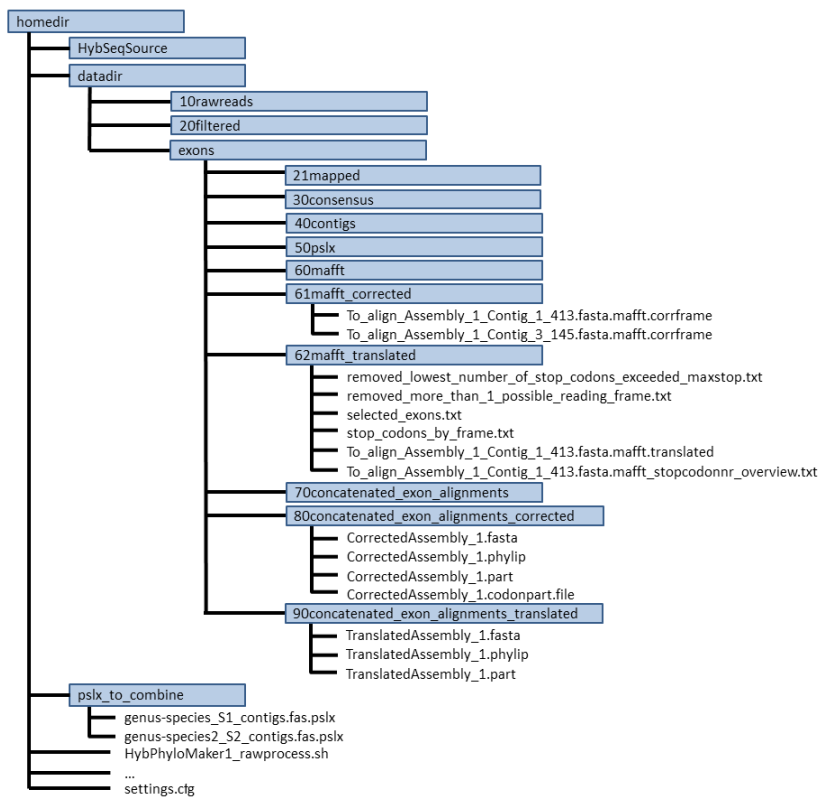 homedir
HybSeqSource
datadir
10rawreads
20filtered
exons
21mapped
30consensus
40contigs
50pslx
60mafft
61mafft_corrected
To_align_Assembly_1_Contig_1_413.fasta.mafft.corrframe
To_align_Assembly_1_Contig_3_145.fasta.mafft.corrframe
62mafft_translated
removed_lowest_number_of_stop_codons_exceeded_maxstop.txt
removed_more_than_1_possible_reading_frame.txt
selected_exons.txt
stop_codons_by_frame.txt
To_align_Assembly_1_Contig_1_413.fasta.mafft.translated
To_align_Assembly_1_Contig_1_413.fasta.mafft_stopcodonnr_overview.txt
70concatenated_exon_alignments
80concatenated_exon_alignments_corrected
CorrectedAssembly_1.fasta
CorrectedAssembly_1.phylip
CorrectedAssembly_1.part
CorrectedAssembly_1.codonpart.file
90concatenated_exon_alignments_translated
TranslatedAssembly_1.fasta
TranslatedAssembly_1.phylip
TranslatedAssembly_1.part
pslx_to_combine
genus-species_S1_contigs.fas.pslx
genus-species2_S2_contigs.fas.pslx
HybPhyloMaker1_rawprocess.sh
...
settings.cfg